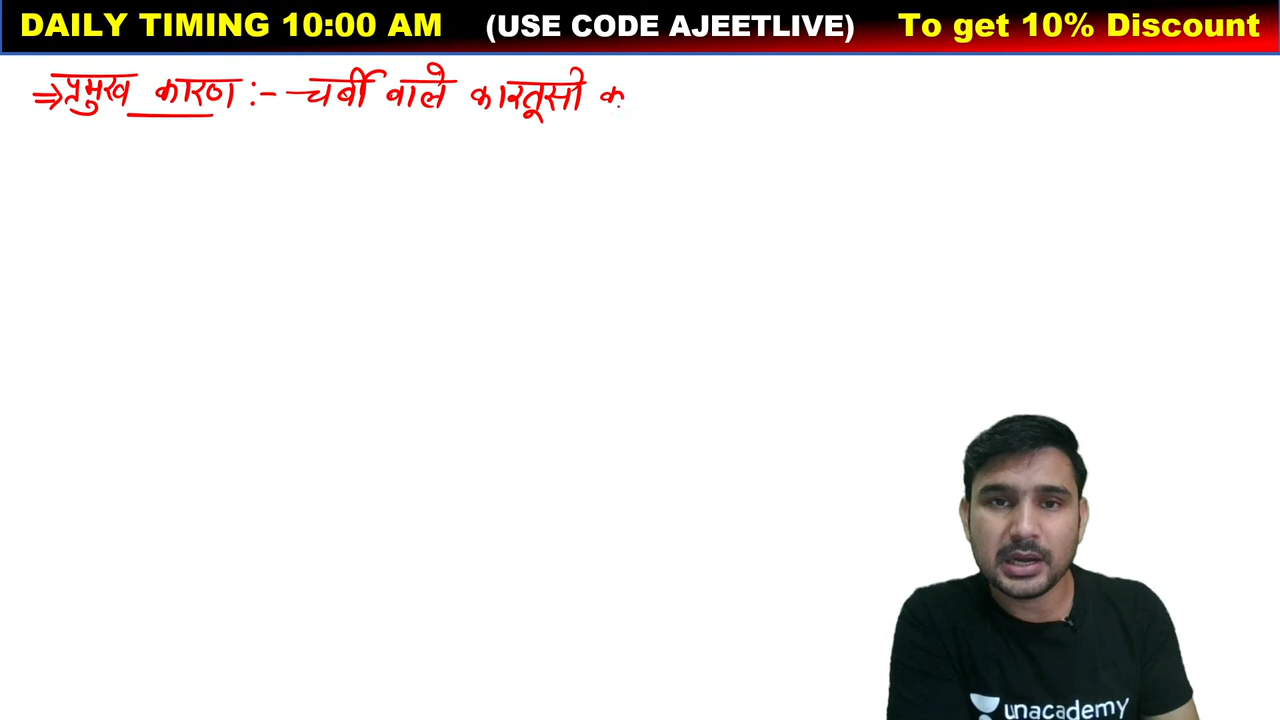 DAILY TIMING 10:00 AM (USE CODE AJEETLIVE) To get 10% Discount
⇒प्रमुख कारण :- चर्बी वाले कारतूसो क
unacademy